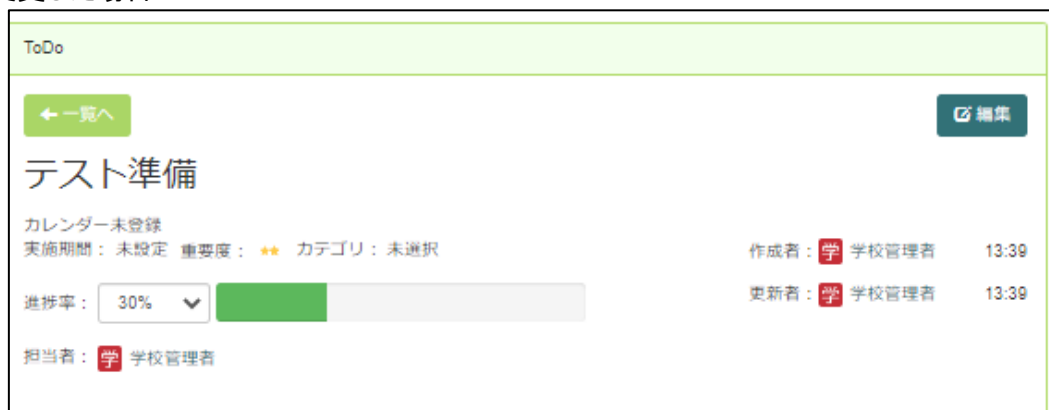 ToDo
一覧へ
編集
テスト準備
カレンダー未登録
実施期間： 未設定 重要度： ★★ カテゴリ： 未選択
作成者： 学 学校管理者 13:39
進捗率： 30%
更新者： 学 学校管理者 13:39
担当者： 学 学校管理者